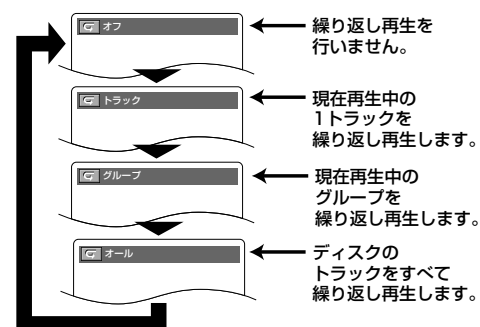 オフ
繰り返し再生を
行いません。
トラック
現在再生中の
1トラックを
繰り返し再生します。
グループ
現在再生中の
グループを
繰り返し再生します。
オール
ディスクの
トラックをすべて
繰り返し再生します。